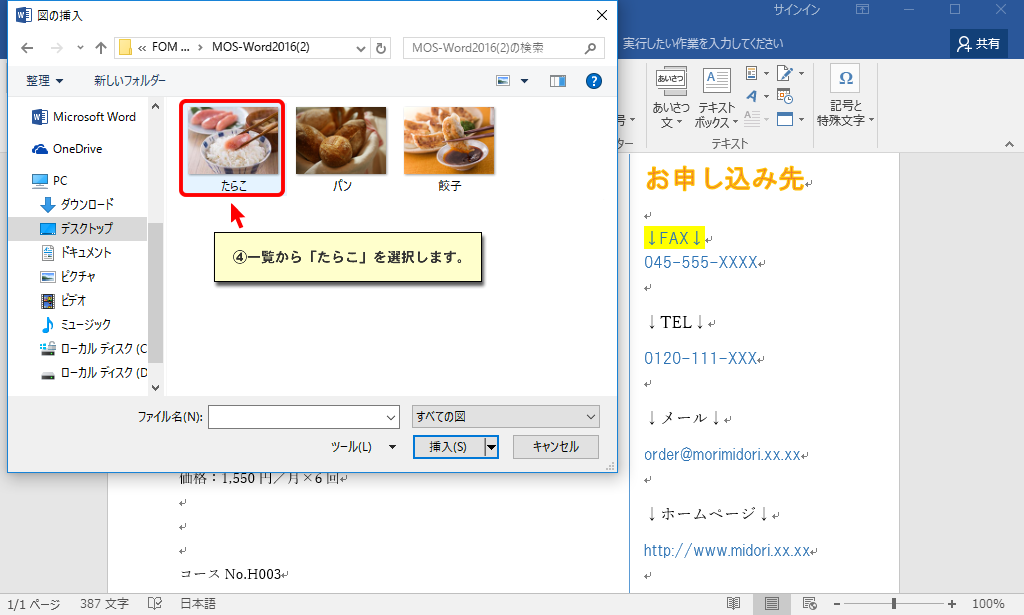 図の挿入
サインイン
« FOM ... › MOS-Word2016(2)
MOS-Word2016(2)の検索
実行したい作業を入力してください
共有
整理
新しいフォルダー
Microsoft Word
OneDrive
PC
ダウンロード
デスクトップ
ドキュメント
ピクチャ
ビデオ
ミュージック
ローカル ディスク (C
ローカル ディスク (D
たらこ
パン
餃子
④一覧から「たらこ」を選択します。
ファイル名(N):
すべての図
ツール(L)
挿入(S)
キャンセル
あいさつ
あいさつ
文
テキスト
ボックス
記号と
特殊文字
号
ター
テキスト
お申し込み先
↓FAX↓
045-555-XXXX
↓TEL↓
0120-111-XXX
↓メール↓
order@morimidori.xx.xx
↓ホームページ↓
http://www.midori.xx.xx
価格:1,550 円/月×6 回
コース No.H003
1/1 ページ 387 文字 日本語
100%